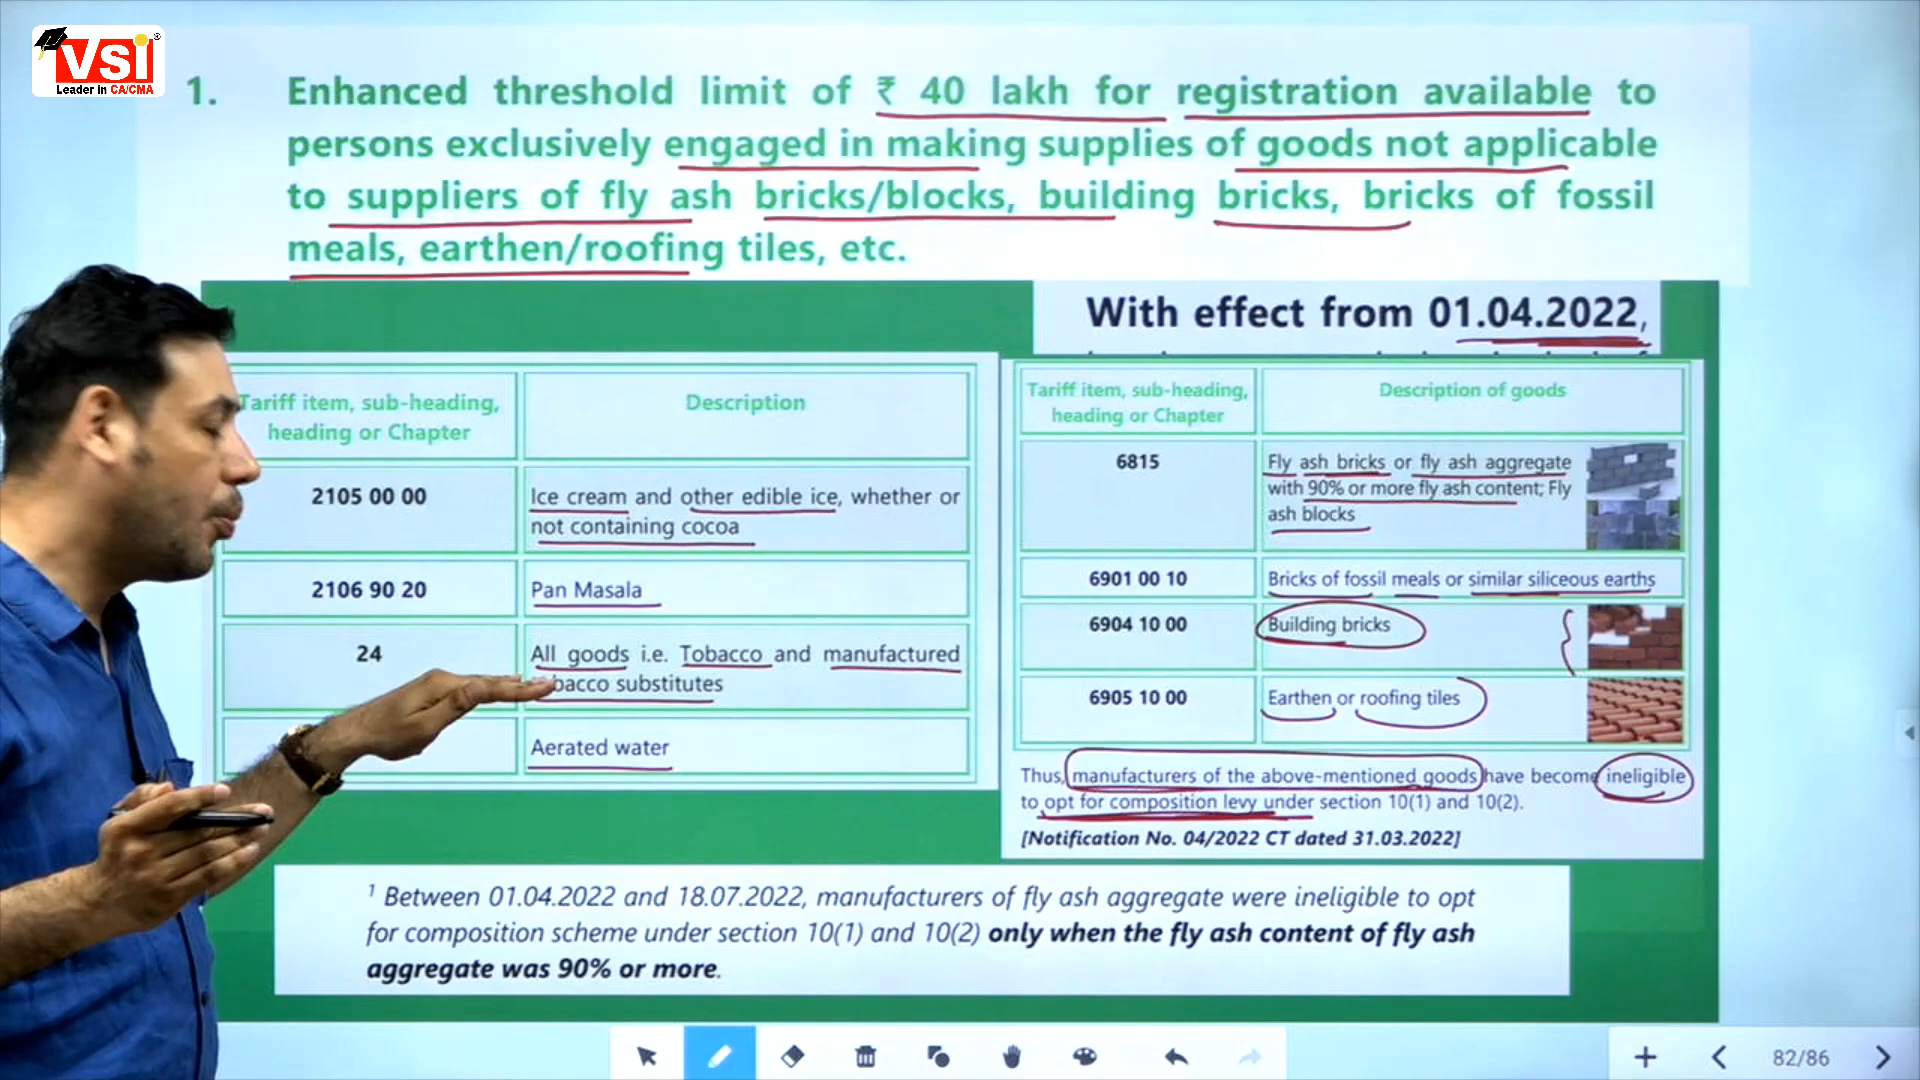 VSI
Leader in CA/CMA
1. Enhanced threshold limit of ₹ 40 lakh for registration available to
persons exclusively engaged in making supplies of goods not applicable
to suppliers of fly ash bricks/blocks, building bricks, bricks of fossil
meals, earthen/roofing tiles, etc.
With effect from 01.04.2022,
Tariff item, sub-heading,
heading or Chapter
Description
2105 00 00
Ice cream and other edible ice, whether or
not containing cocoa
2106 90 20
Pan Masala
24
All goods i.e. Tobacco and manufactured
bacco substitutes
Aerated water
Tariff item, sub-heading,
heading or Chapter
Description of goods
6815
Fly ash bricks or fly ash aggregate
with 90% or more fly ash content; Fly
ash blocks
6901 00 10
Bricks of fossil meals or similar siliceous earths
6904 10 00
Building bricks
6905 10 00
Earthen or roofing tiles
Thus, manufacturers of the above-mentioned goods have become ineligible
to opt for composition levy under section 10(1) and 10(2).
[Notification No. 04/2022 CT dated 31.03.2022]
1 Between 01.04.2022 and 18.07.2022, manufacturers of fly ash aggregate were ineligible to opt
for composition scheme under section 10(1) and 10(2) only when the fly ash content of fly ash
aggregate was 90% or more.
82/86